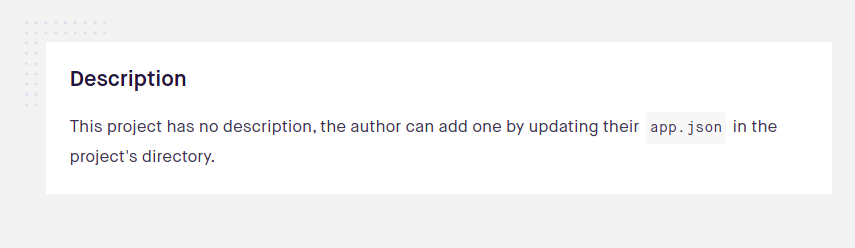 Description
This project has no description, the author can add one by updating their app.json in the
project's directory.